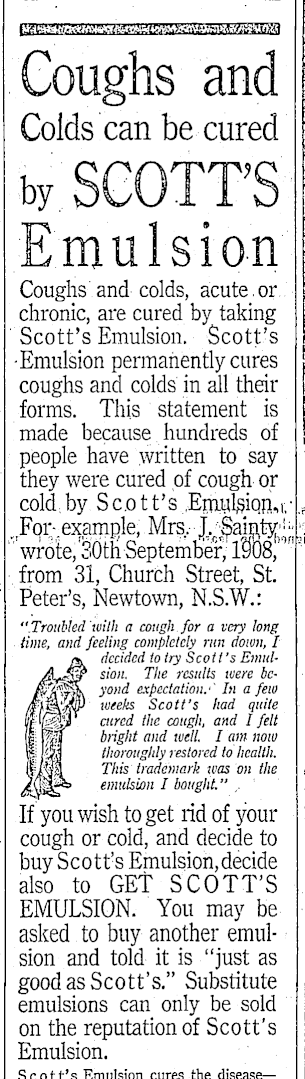 Coughs and
Colds can be cured
by SCOTT'S
Emulsion
Coughs and colds, acute or
chronic, are cured by taking
Scott's Emulsion. Scott's
Emulsion permanently cures
coughs and colds in all their
forms. This statement is
made because hundreds of
people have written to say
they were cured of cough or
cold by Scott's Emulsion.
For example, Mrs. J. Sainty
wrote, 30th September, 1908,
from 31, Church Street, St.
Peter's, Newtown, N.S.W.:
"Troubled with a cough for a very long
time, and feeling completely run down, I
decided to try Scott's Emul-
sion. The results were be-
yond expectation. In a few
weeks Scott's had quite
cured the cough, and I felt
bright and well. I am now
thoroughly restored to health.
This trademark was on the
emulsion I bought."
If you wish to get rid of your
cough or cold, and decide to
buy Scott's Emulsion, decide
also to GET SCOTT'S
EMULSION. You may be
asked to buy another emul-
sion and told it is "just as
good as Scott's." Substitute
emulsions can only be sold
on the reputation of Scott's
Emulsion.
Scott's Emulsion cures the disease—